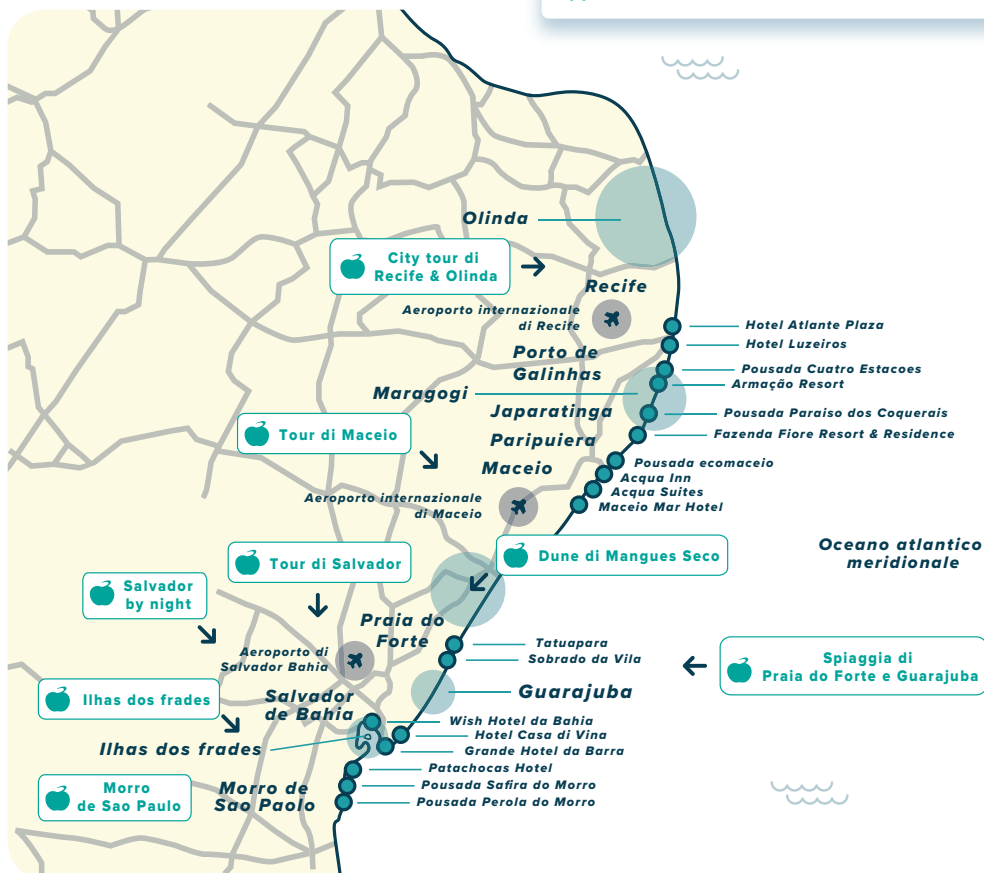 Olinda
City tour di
Recife & Olinda
Recife
Aeroporto internazionale
di Recife
Hotel Atlante Plaza
Hotel Luzeiros
Porto de
Galinhas
Pousada Cuatro Estacoes
Armação Resort
Maragogi
Japaratinga
Pousada Paraiso dos Coquerais
Tour di Maceio
Paripuiera
Fazenda Fiore Resort & Residence
Maceio
Pousada ecomaceio
Acqua Inn
Acqua Suites
Maceio Mar Hotel
Aeroporto internazionale
di Maceio
Oceano atlantico
meridionale
Dune di Mangues Seco
Tour di Salvador
Salvador
by night
Praia do
Forte
Tatuapara
Sobrado da Vila
Aeroporto di
Salvador Bahia
Spiaggia di
Praia do Forte e Guarajuba
Ilhas dos frades
Guarajuba
Salvador
de Bahia
Wish Hotel da Bahia
Hotel Casa di Vina
Grande Hotel da Barra
Ilhas dos frades
Patachocas Hotel
Pousada Safira do Morro
Pousada Perola do Morro
Morro
de Sao Paulo
Morro de
Sao Paolo